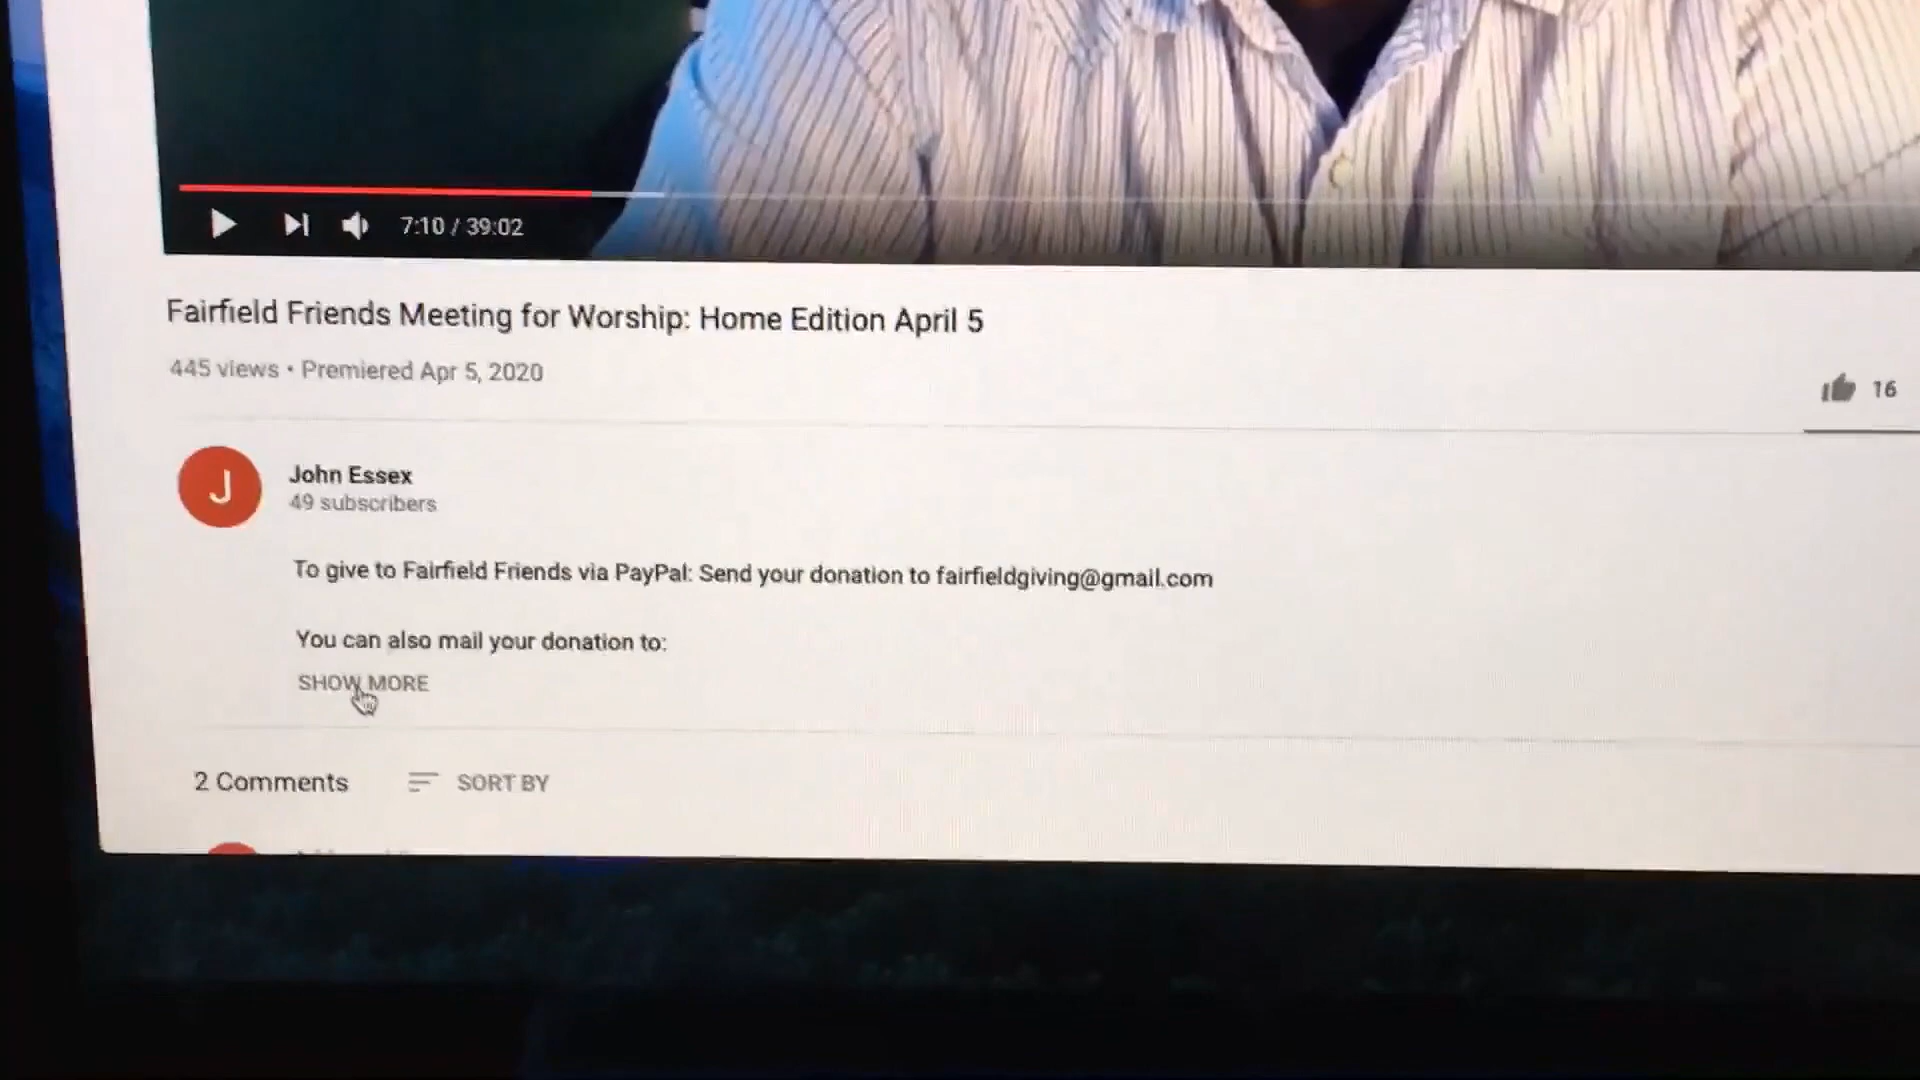 7:10 / 39:02
Fairfield Friends Meeting for Worship: Home Edition April 5
445 views • Premiered Apr 5, 2020
16
J
John Essex
49 subscribers
To give to Fairfield Friends via PayPal: Send your donation to fairfieldgiving@gmail.com
You can also mail your donation to:
SHOW MORE
2 Comments
SORT BY